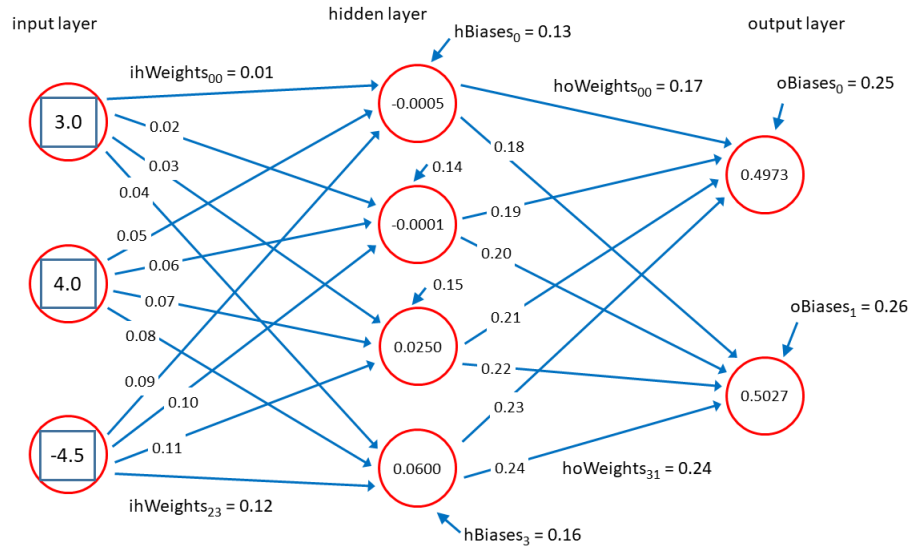 input layer
hidden layer
output layer
hBiases0 = 0.13
ihWeights00 = 0.01
hoWeights00 = 0.17
oBiases0 = 0.25
3.0
-0.0005
0.02
0.03
0.04
0.14
0.18
0.4973
0.05
0.06
-0.0001
0.19
0.20
4.0
0.07
0.08
0.15
0.21
oBiases1 = 0.26
0.0250
0.22
0.09
0.10
0.11
0.23
0.5027
-4.5
0.0600
0.24
hoWeights31 = 0.24
ihWeights23 = 0.12
hBiases3 = 0.16